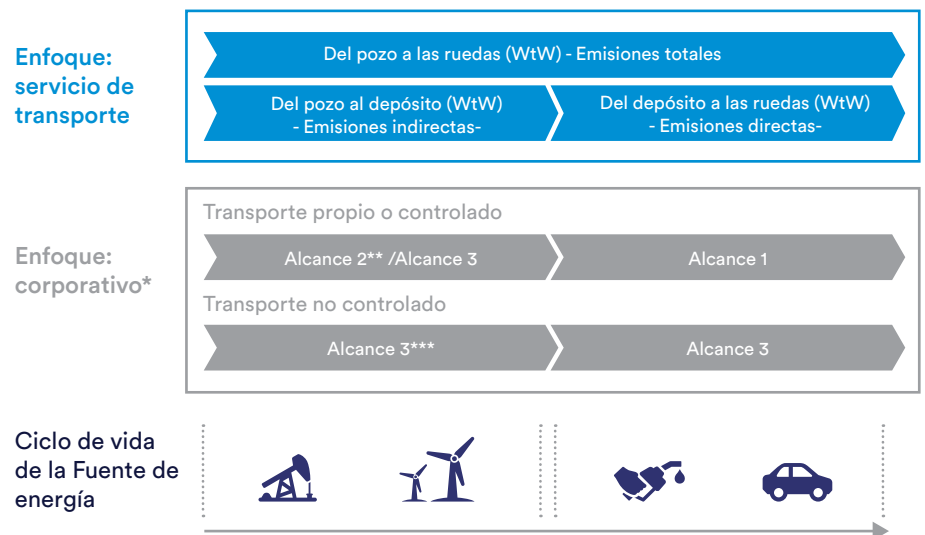 Enfoque:
servicio de
transporte
Del pozo a las ruedas (WtW) - Emisiones totales
Del pozo al depósito (WtW)
- Emisiones indirectas-
Del depósito a las ruedas (WtW)
- Emisiones directas-
Enfoque:
corporativo*
Transporte propio o controlado
Alcance 2** /Alcance 3
Alcance 1
Transporte no controlado
Alcance 3***
Alcance 3
Ciclo de vida
de la Fuente de
energía